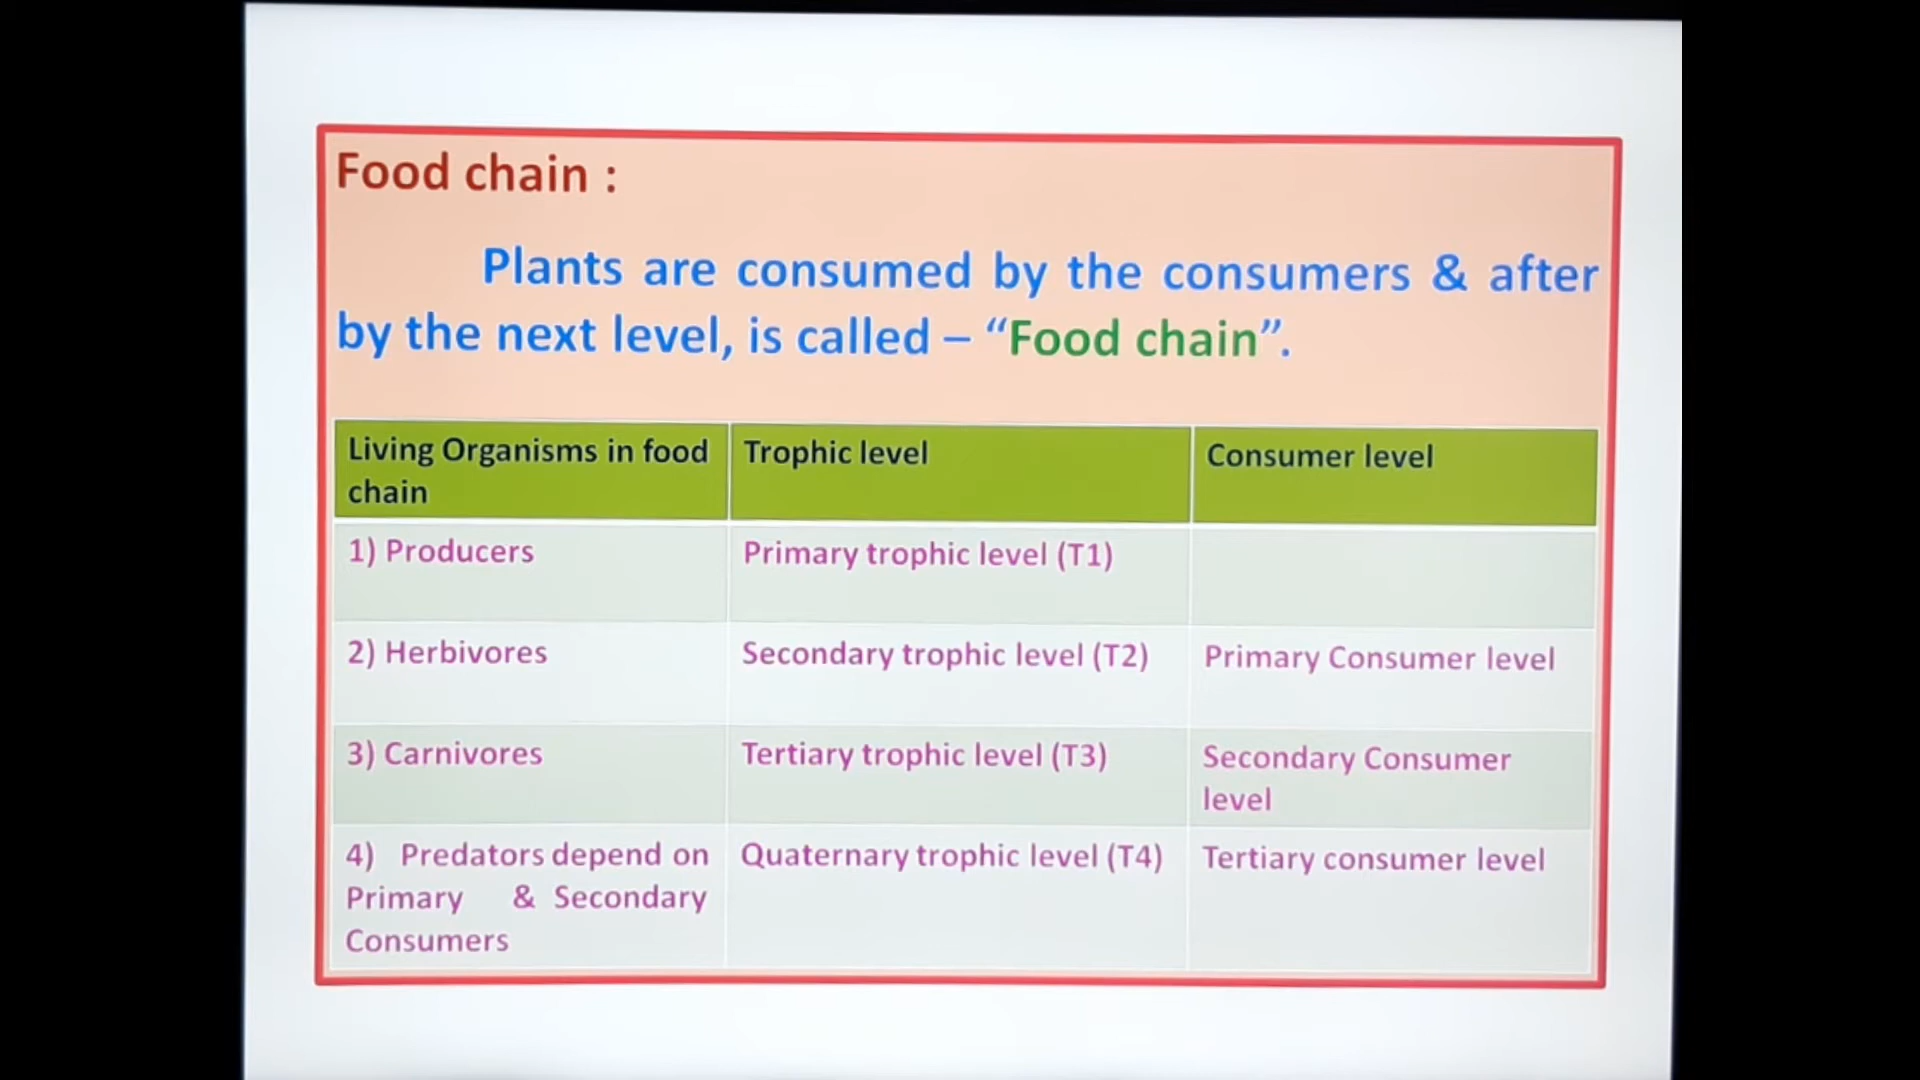 Food chain :
Plants are consumed by the consumers & after
by the next level, is called – “Food chain”.
Living Organisms in food
chain
Trophic level
Consumer level
1) Producers
Primary trophic level (T1)
2) Herbivores
Secondary trophic level (T2)
Primary Consumer level
3) Carnivores
Tertiary trophic level (T3)
Secondary Consumer
level
4) Predators depend on
Primary & Secondary
Consumers
Quaternary trophic level (T4)
Tertiary consumer level